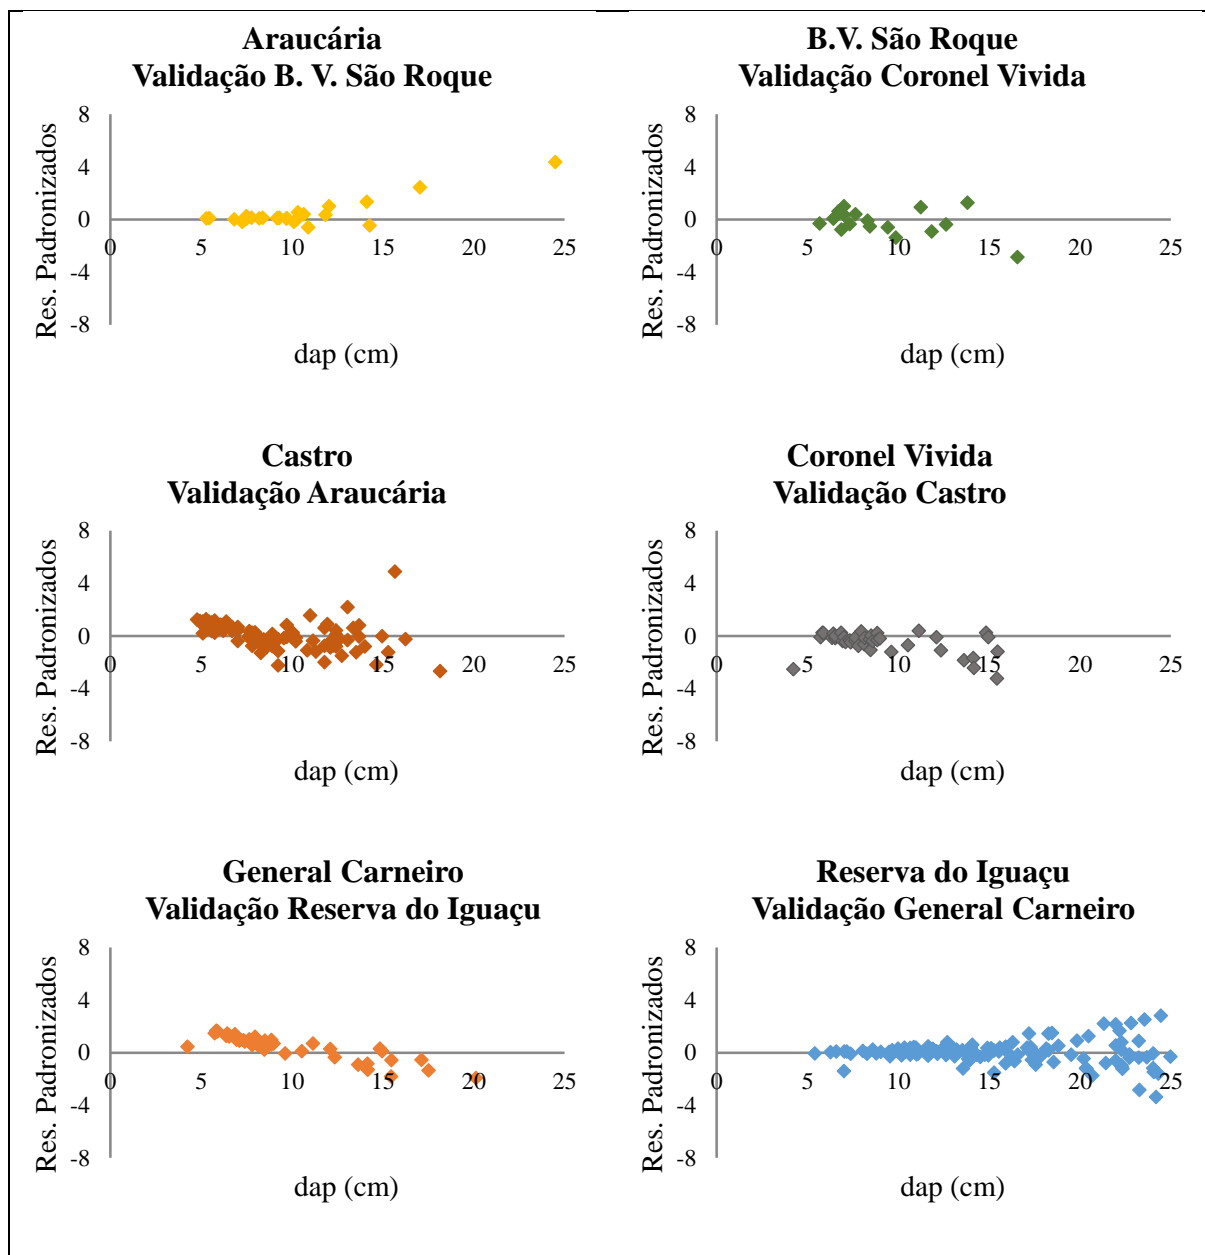 Araucária
Validação B. V. São Roque
8
4
0
-4
-8
0
5
10
15
20
25
Res. Padronizados
dap (cm)
B.V. São Roque
Validação Coronel Vivida
8
4
0
-4
-8
0
5
10
15
20
25
Res. Padronizados
dap (cm)
Castro
Validação Araucária
8
4
0
-4
-8
0
5
10
15
20
25
Res. Padronizados
dap (cm)
Coronel Vivida
Validação Castro
8
4
0
-4
-8
0
5
10
15
20
25
Res. Padronizados
dap (cm)
General Carneiro
Validação Reserva do Iguaçu
8
4
0
-4
-8
0
5
10
15
20
25
Res. Padronizados
dap (cm)
Reserva do Iguaçu
Validação General Carneiro
8
4
0
-4
-8
0
5
10
15
20
25
Res. Padronizados
dap (cm)